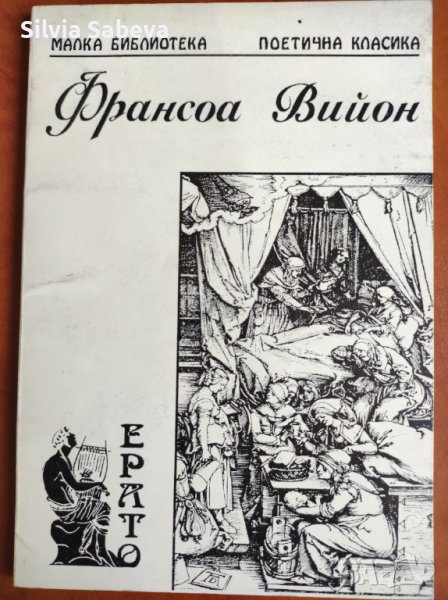 Silvia Sabeva
МАЛКА БИБЛИОТЕКА ПОЕТИЧНА КЛАСИКА
Франсоа Вийон
ЕРАТО